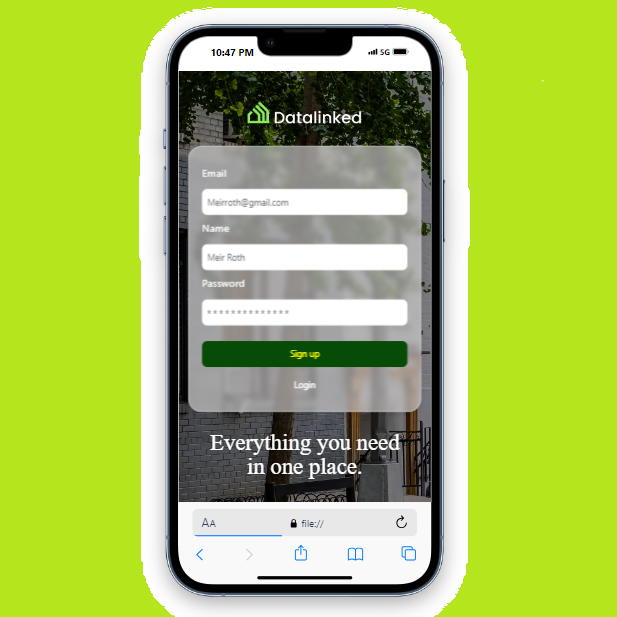 10:47 PM
5G
Datalinked
Email
Meirroth@gmail.com
Name
Meir Roth
Password
**************
Sign up
Login
Everything you need
in one place.
AA
file://